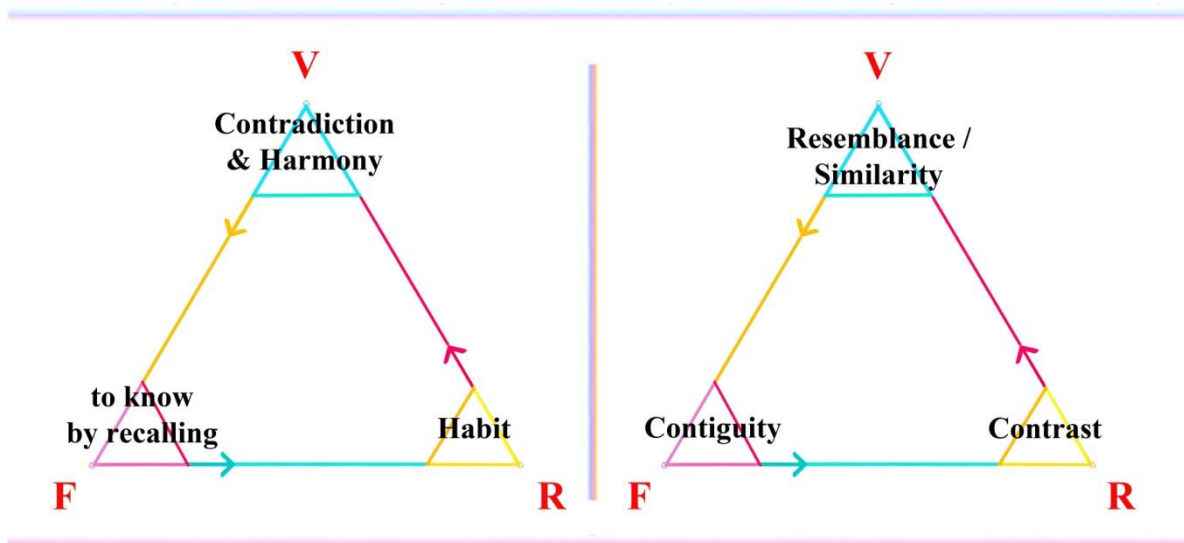 V
Contradiction
& Harmony
to know
by recalling
Habit
F
R
V
Resemblance /
Similarity
Contiguity
Contrast
F
R